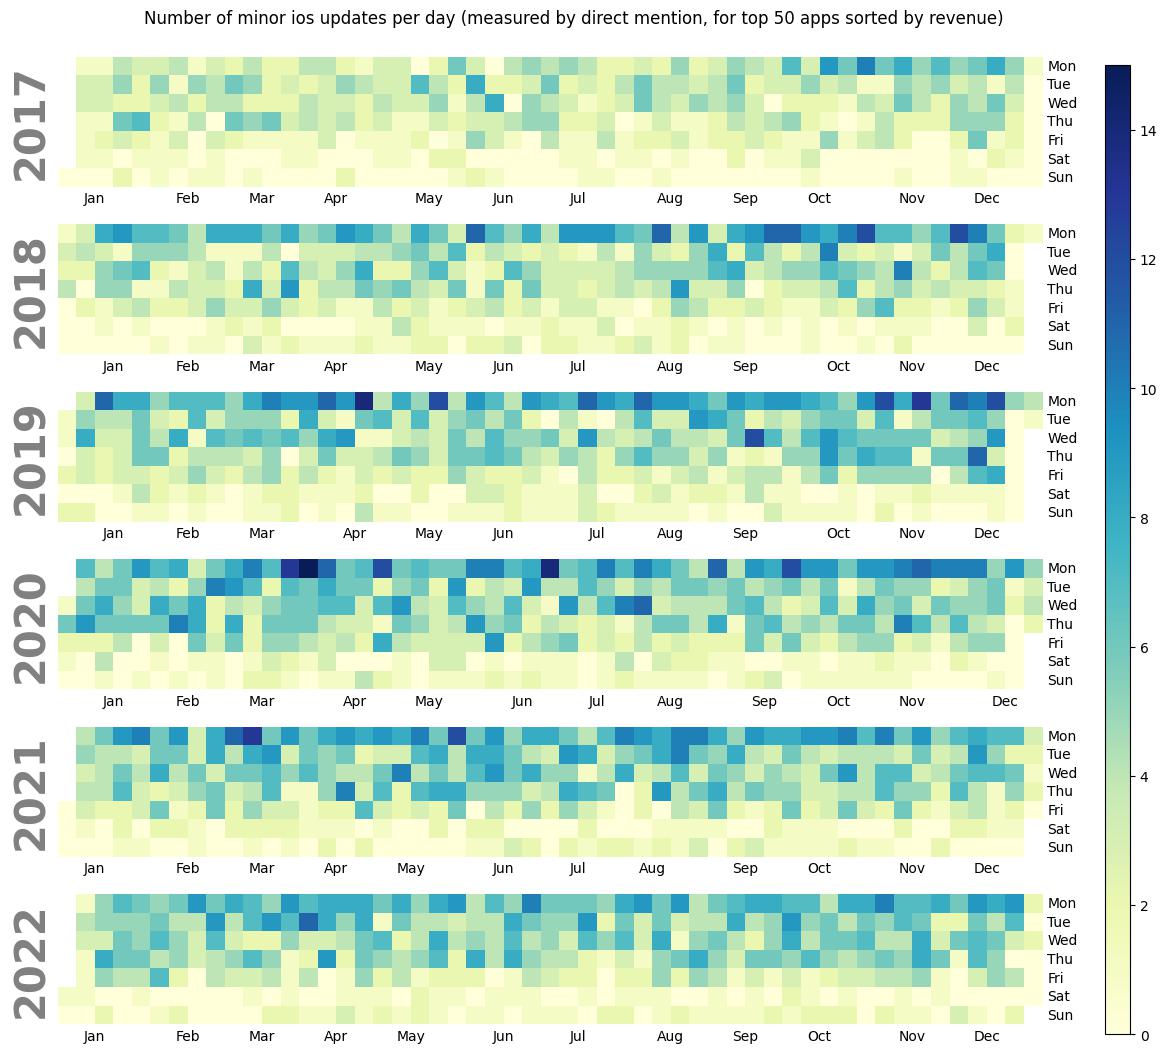 Number of minor ios updates per day (measured by direct mention, for top 50 apps sorted by revenue)
2017
Mon
Tue
Wed
Thu
Fri
Sat
Sun
Jan Feb Mar Apr May Jun Jul Aug Sep Oct Nov Dec
2018
Mon
Tue
Wed
Thu
Fri
Sat
Sun
Jan Feb Mar Apr May Jun Jul Aug Sep Oct Nov Dec
2019
Mon
Tue
Wed
Thu
Fri
Sat
Sun
Jan Feb Mar Apr May Jun Jul Aug Sep Oct Nov Dec
2020
Mon
Tue
Wed
Thu
Fri
Sat
Sun
Jan Feb Mar Apr May Jun Jul Aug Sep Oct Nov Dec
2021
Mon
Tue
Wed
Thu
Fri
Sat
Sun
Jan Feb Mar Apr May Jun Jul Aug Sep Oct Nov Dec
2022
Mon
Tue
Wed
Thu
Fri
Sat
Sun
Jan Feb Mar Apr May Jun Jul Aug Sep Oct Nov Dec
14
12
10
8
6
4
2
0